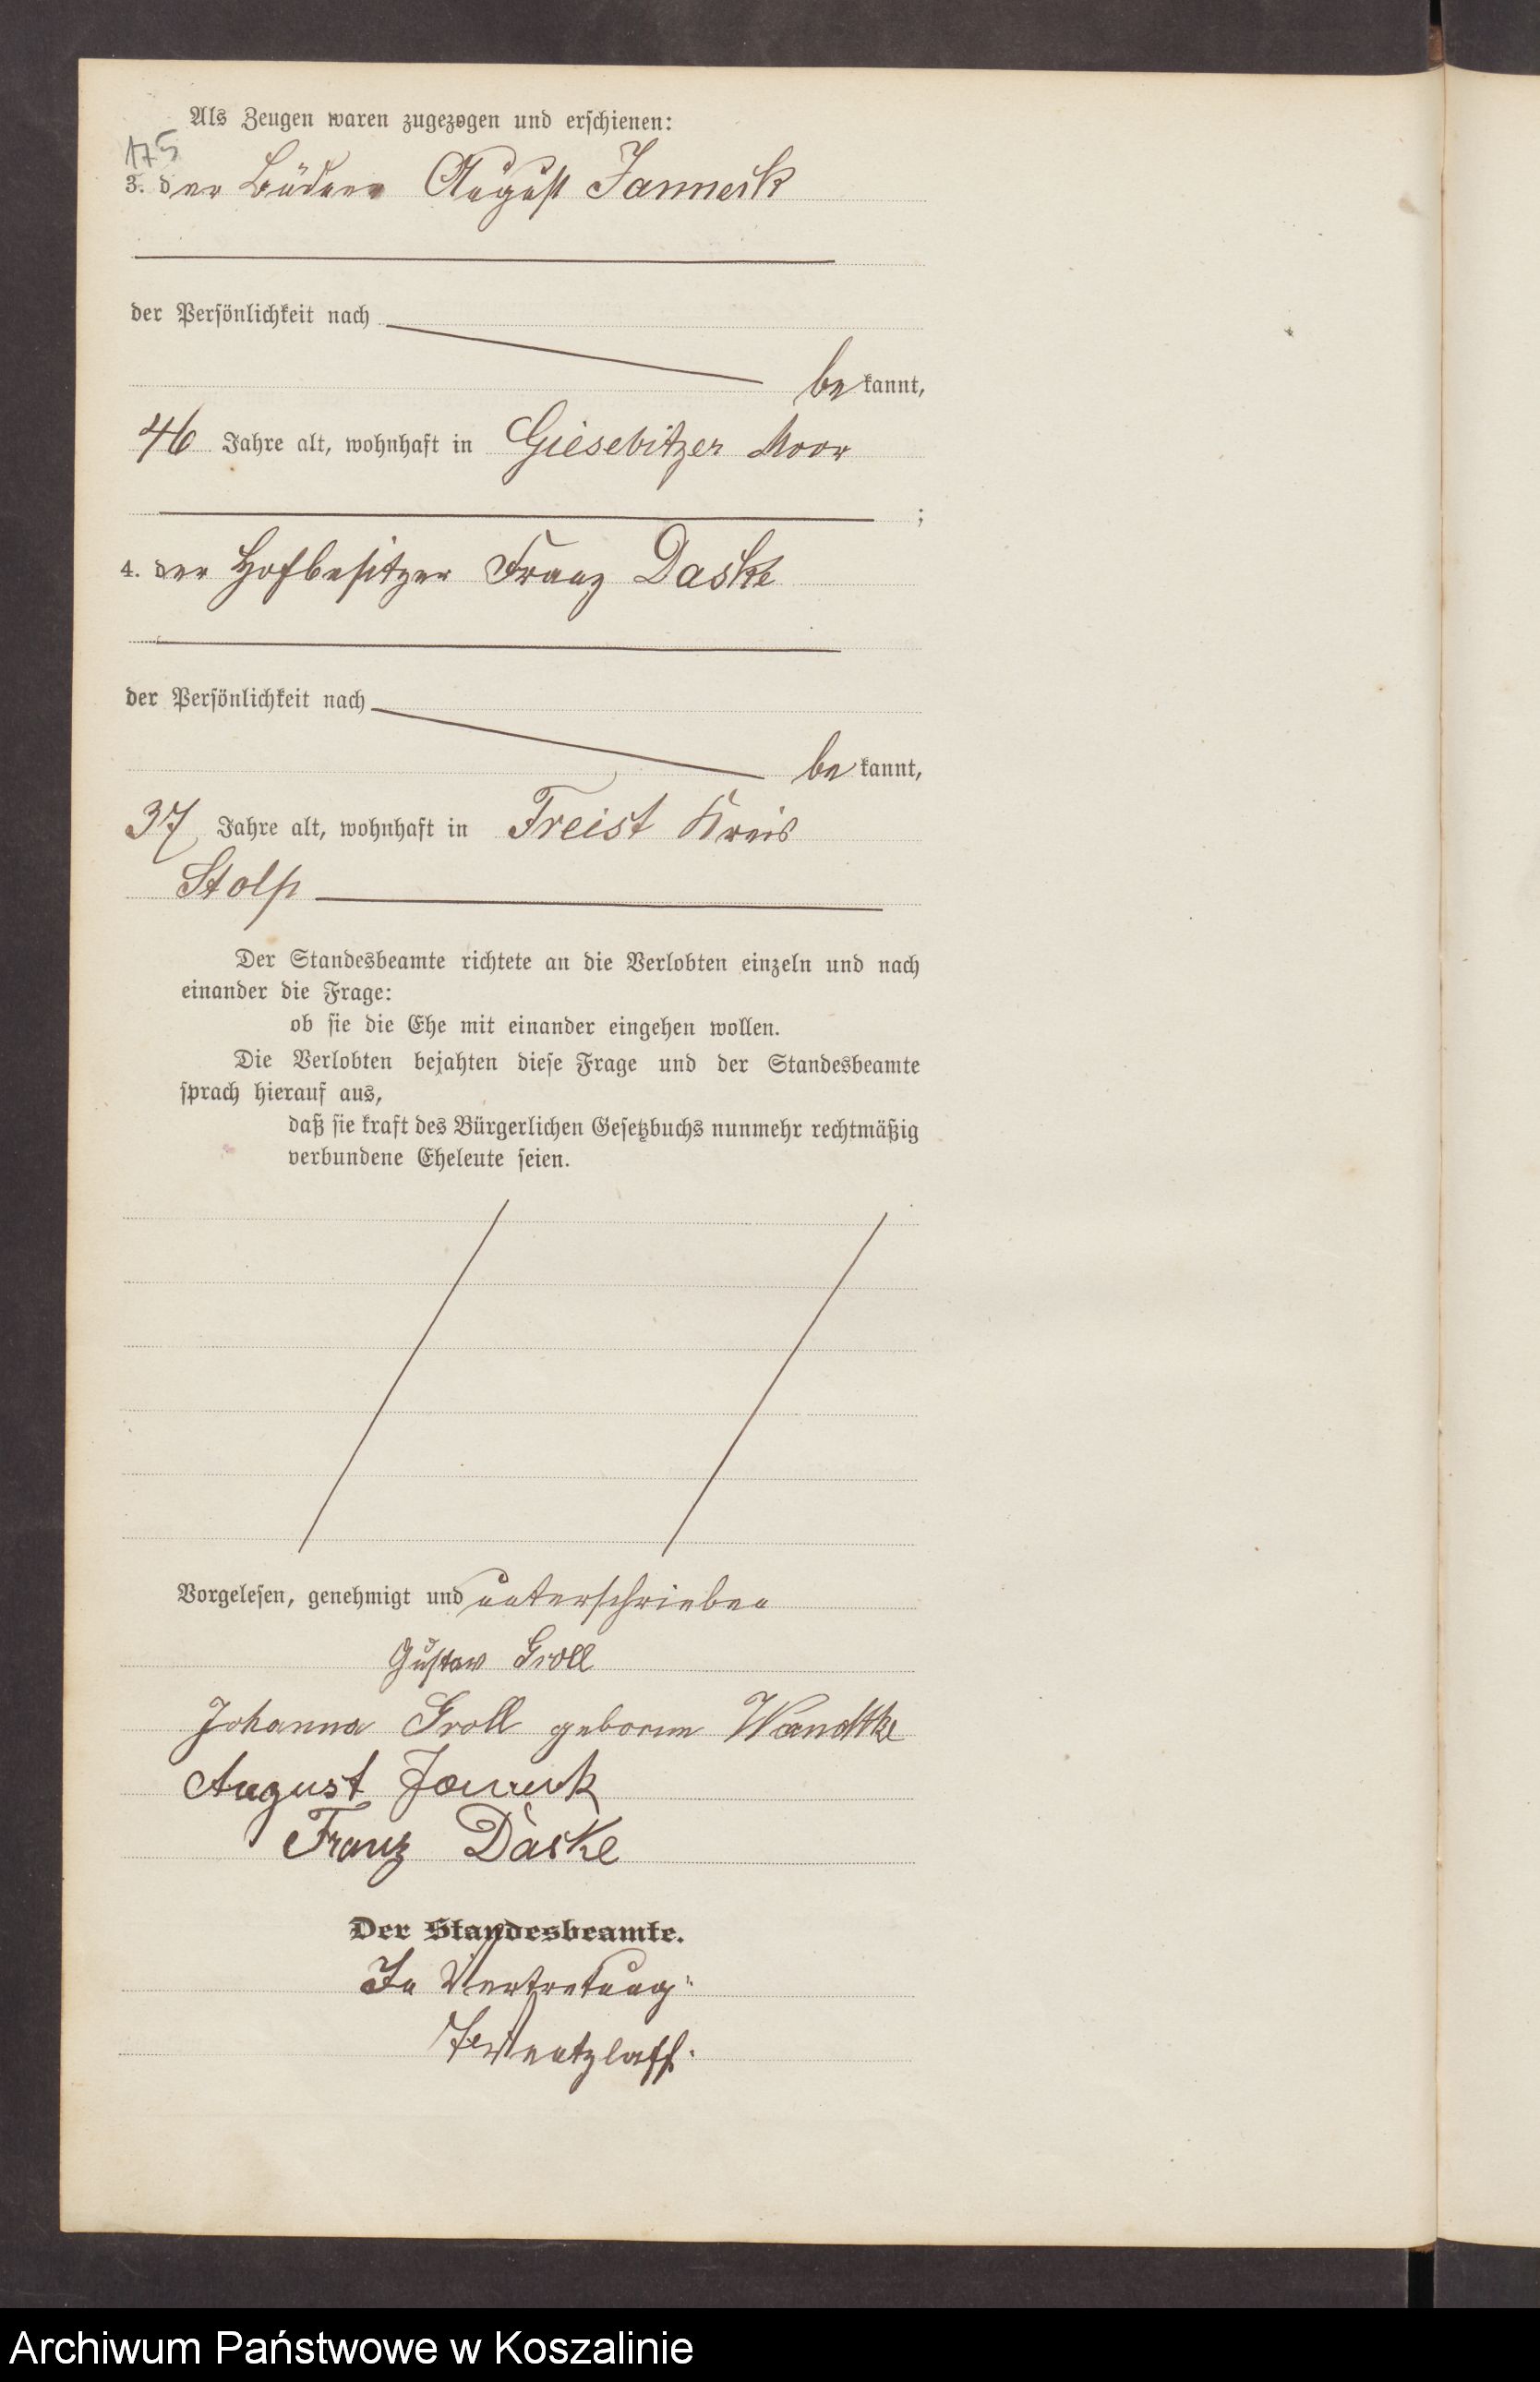 Als Zeugen waren zugezogen und erschienen:
175
3. der Büdner August Jannerk
der Persönlichkeit nach
bekannt,
46 Jahre alt, wohnhaft in Giesebitzer Moor
;
4. der Hofbesitzer Franz Daske
der Persönlichkeit nach
bekannt,
37 Jahre alt, wohnhaft in Freist Kreis
Stolp
Der Standesbeamte richtete an die Verlobten einzeln und nach
einander die Frage:
ob sie die Ehe mit einander eingehen wollen.
Die Verlobten bejahten diese Frage und der Standesbeamte
sprach hierauf aus,
daß sie kraft des Bürgerlichen Gesetzbuchs nunmehr rechtmäßig
verbundene Eheleute seien.
Vorgelesen, genehmigt und unterschrieben
Gustav Groll
Johanna Groll geboren Wandtke
August
Franz Daske
Der Standesbeamte.
In Vertretung:
Wentzlaff.